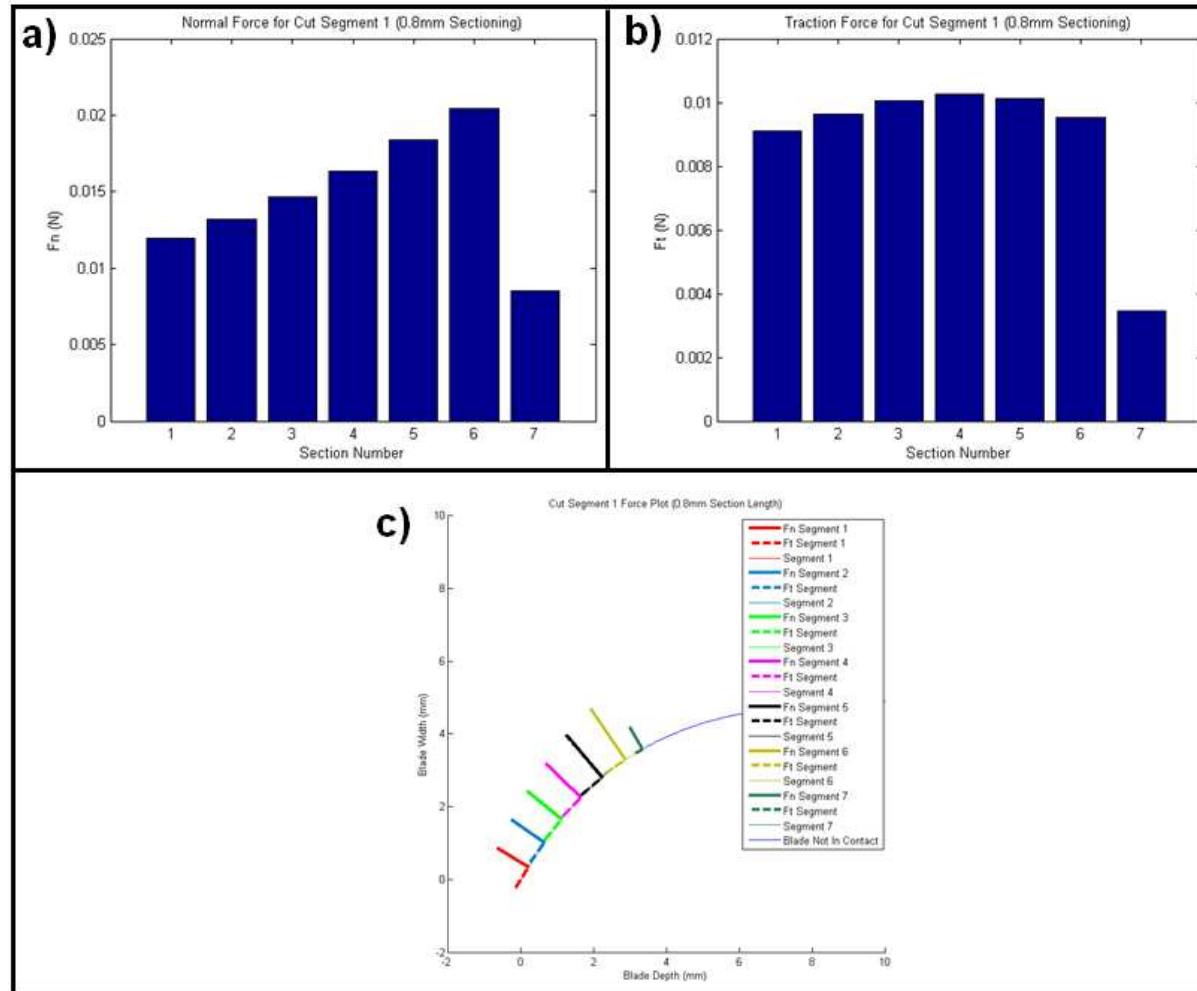 a)
Normal Force for Cut Segment 1 (0.8mm Sectioning)
0.025
0.02
0.015
0.01
0.005
0
Fn (N)
1 2 3 4 5 6 7
Section Number
b)
Traction Force for Cut Segment 1 (0.8mm Sectioning)
0.012
0.01
0.008
0.006
0.004
0.002
0
Ft (N)
1 2 3 4 5 6 7
Section Number
c)
Cut Segment 1 Force Plot (0.8mm Section Length)
10
8
6
4
2
0
-2
Blade Width (mm)
-2 0 2 4 6 8 10
Blade Depth (mm)
Fn Segment 1
Ft Segment 1
Segment 1
Fn Segment 2
Ft Segment
Segment 2
Fn Segment 3
Ft Segment
Segment 3
Fn Segment 4
Ft Segment
Segment 4
Fn Segment 5
Ft Segment
Segment 5
Fn Segment 6
Ft Segment
Segment 6
Fn Segment 7
Ft Segment
Segment 7
Blade Not In Contact